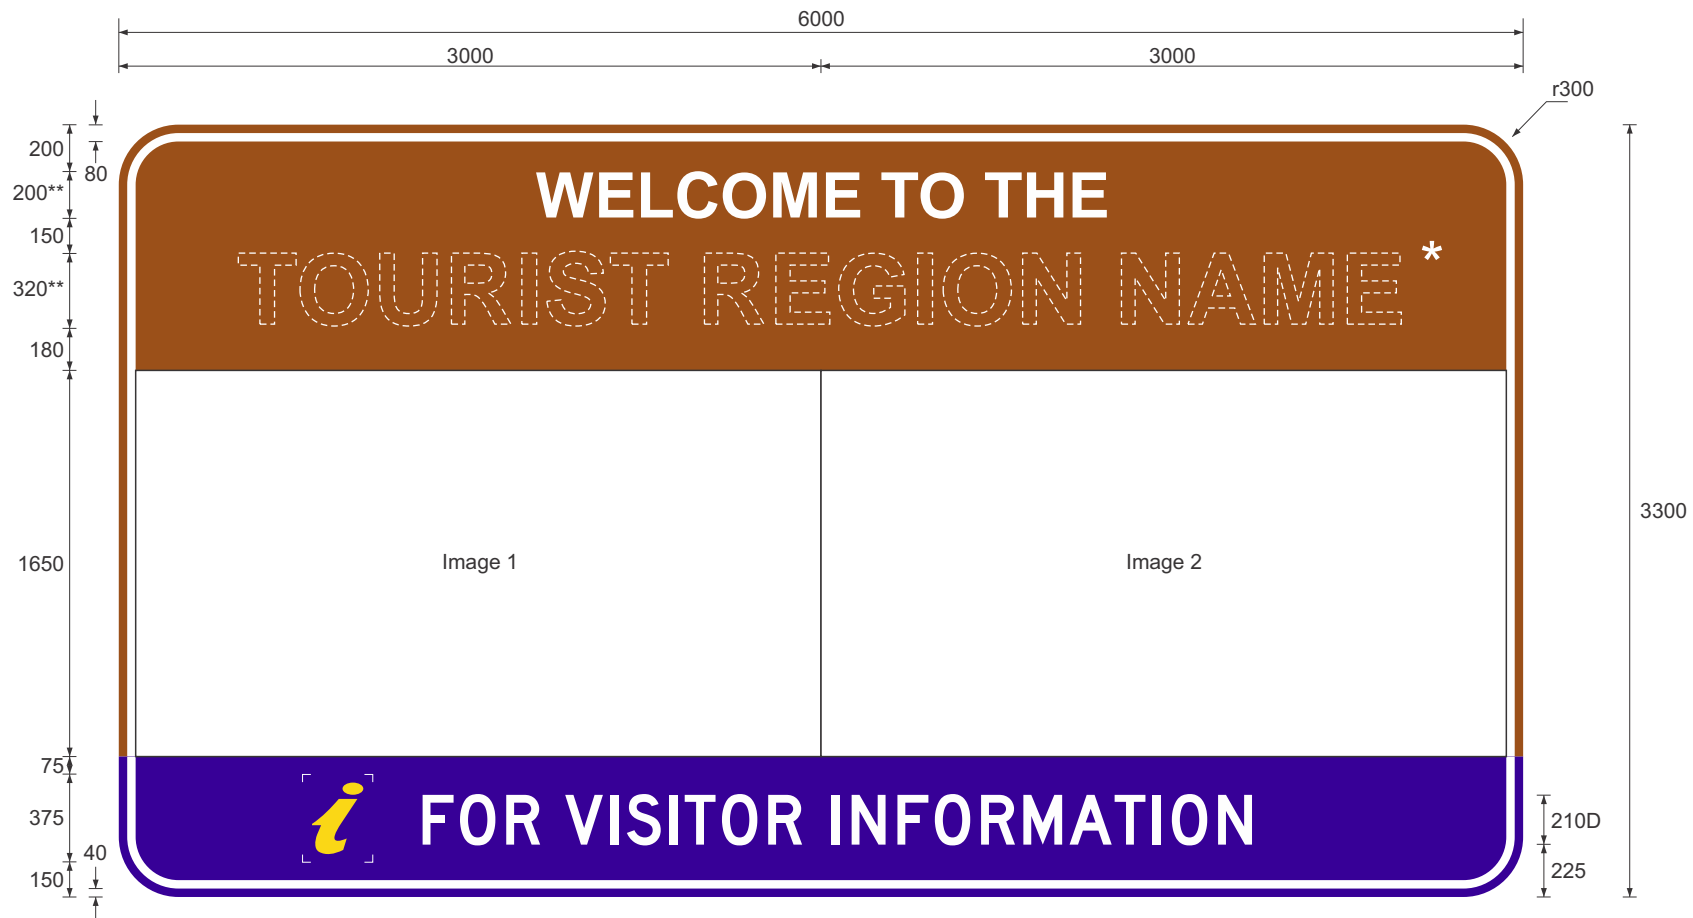 6000
3000 3000
r300
200
80
200**
150
320**
180
1650
75
375
40
150
WELCOME TO THE
TOURIST REGION NAME *
Image 1 Image 2
i FOR VISITOR INFORMATION
3300
210D
225